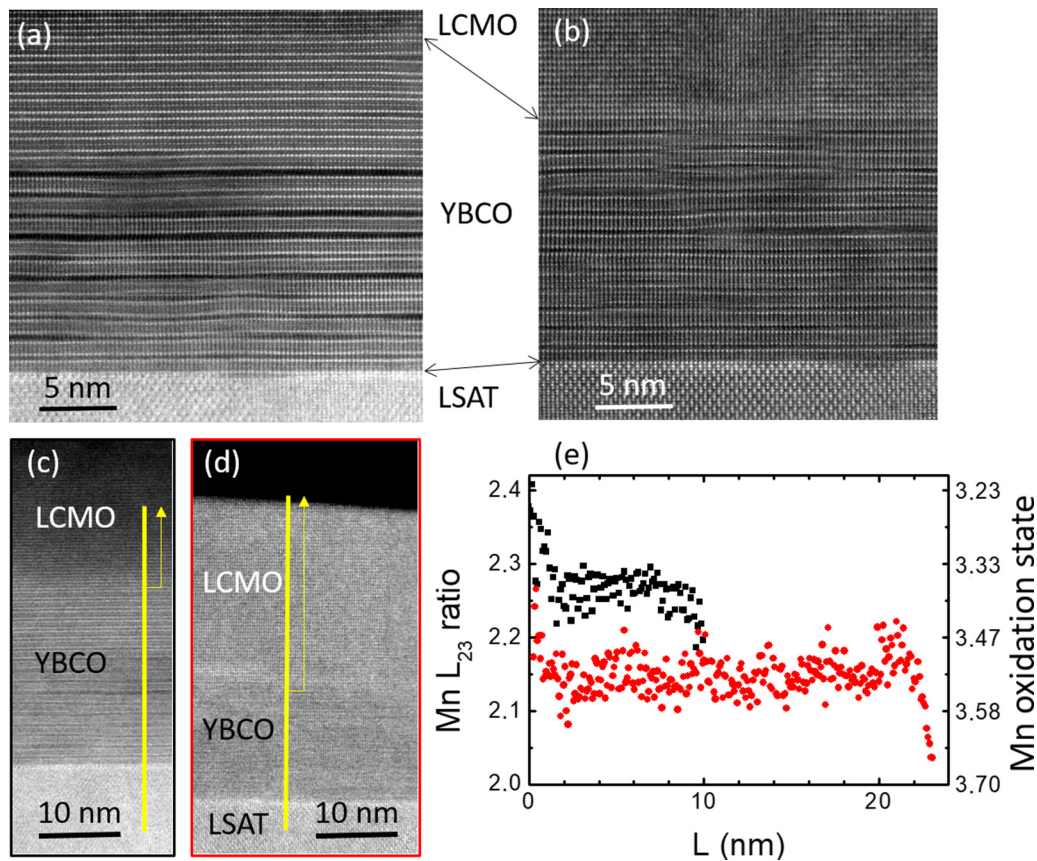 (a)
LCMO
(b)
YBCO
5 nm
LSAT
5 nm
(c)
(d)
(e)
LCMO
LCMO
YBCO
YBCO
10 nm
LSAT
10 nm
Mn L23 ratio
2.4
2.3
2.2
2.1
2.0
3.23
3.33
3.47
3.58
3.70
Mn oxidation state
0
10
20
L (nm)